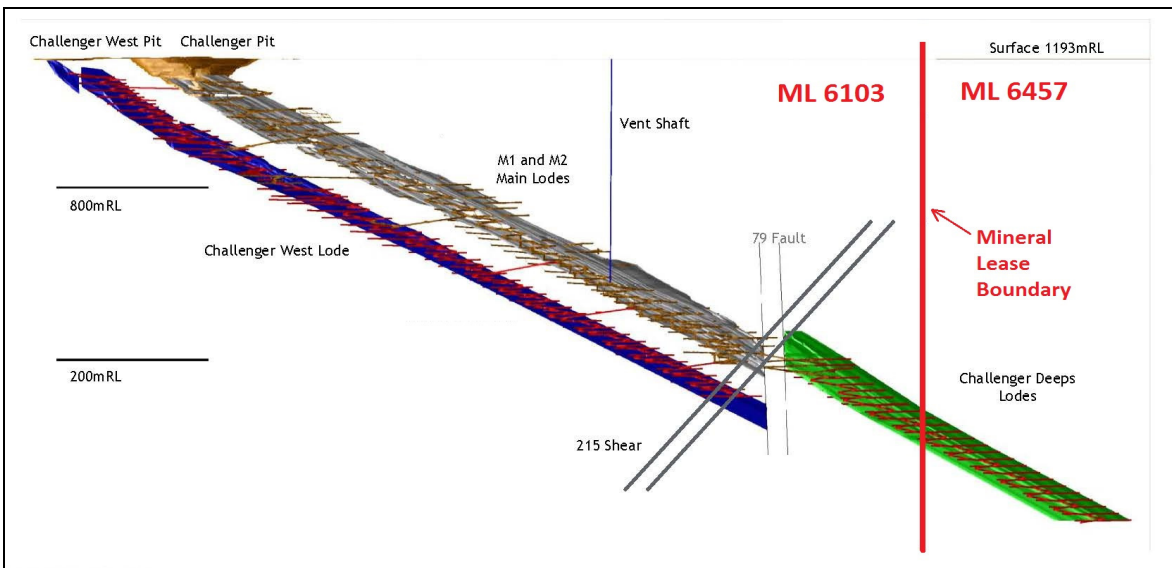 Challenger West Pit
Challenger Pit
Surface 1193mRL
ML 6103
ML 6457
Vent Shaft
M1 and M2
Main Lodes
800mRL
Challenger West Lode
79 Fault
Mineral
Lease
Boundary
200mRL
Challenger Deeps
Lodes
215 Shear